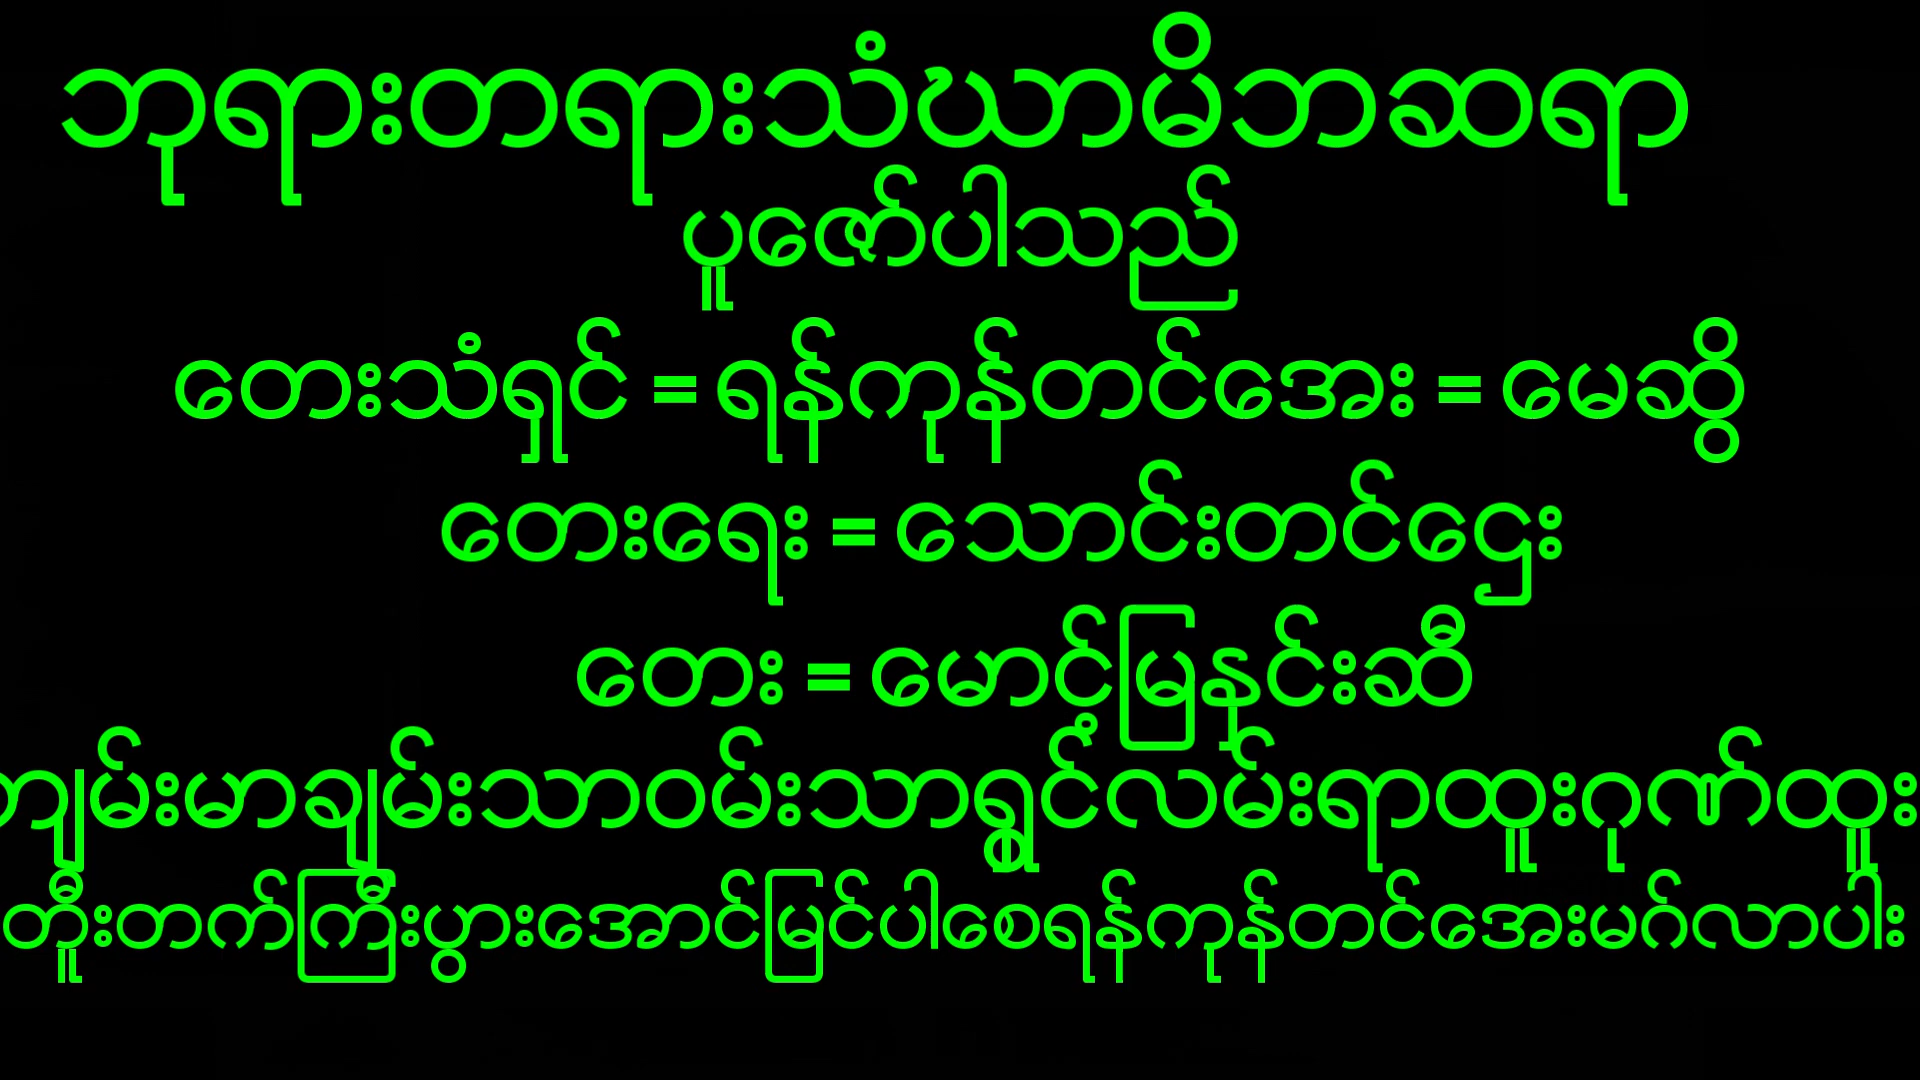 ဘုရားတရားသံဃာမိဘဆရာ
ပူဇော်ပါသည်
တေးသံရှင် = ရန်ကုန်တင်အေး = မေဆွိ
တေးရေး = သောင်းတင်ဌေး
တေး = မောင့်မြနှင်းဆီ
ကျမ်းမာချမ်းသာဝမ်းသာရွှင်လမ်းရာထူးဂုဏ်ထူး
တိုးတက်ကြီးပွားအောင်မြင်ပါစေရန်ကုန်တင်အေးမင်္ဂလာပါး